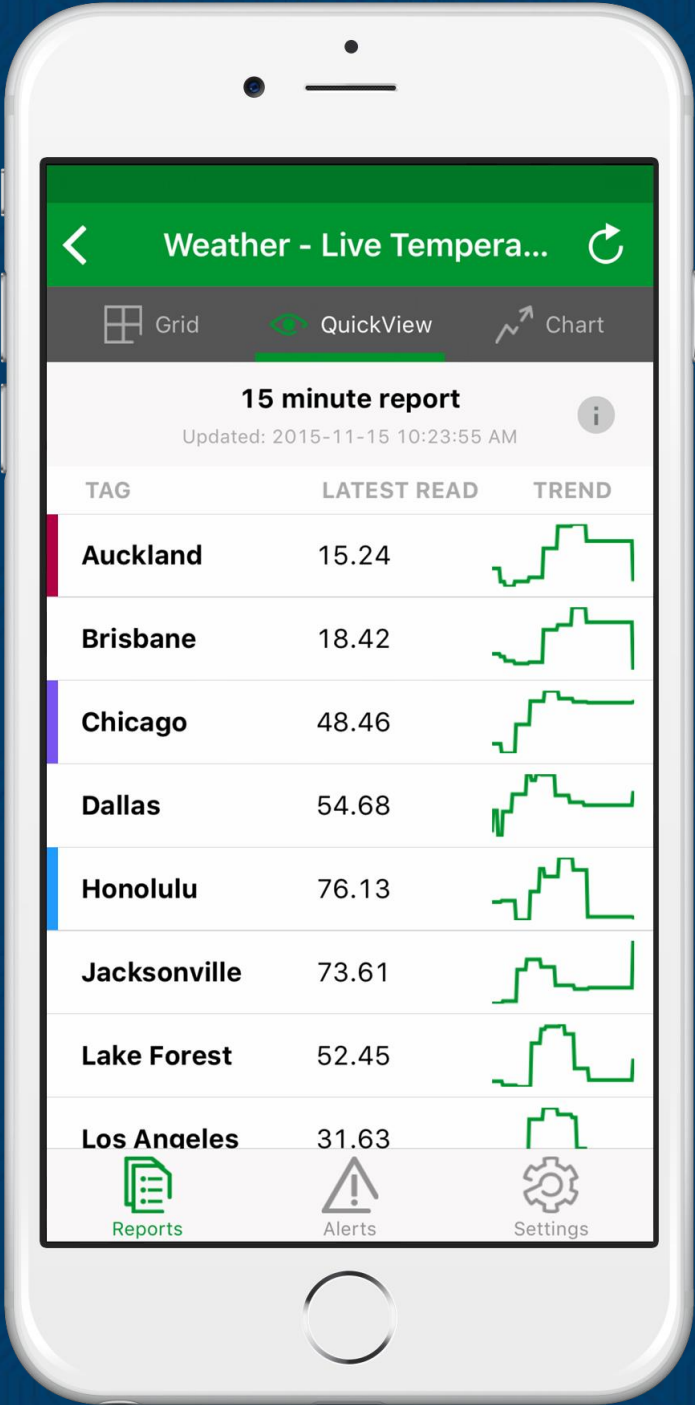 Weather - Live Tempera...
Grid QuickView Chart
15 minute report
i
Updated: 2015-11-15 10:23:55 AM
TAG LATEST READ TREND
Auckland 15.24
Brisbane 18.42
Chicago 48.46
Dallas 54.68
Honolulu 76.13
Jacksonville 73.61
Lake Forest 52.45
Los Angeles 31.63
Reports Alerts Settings